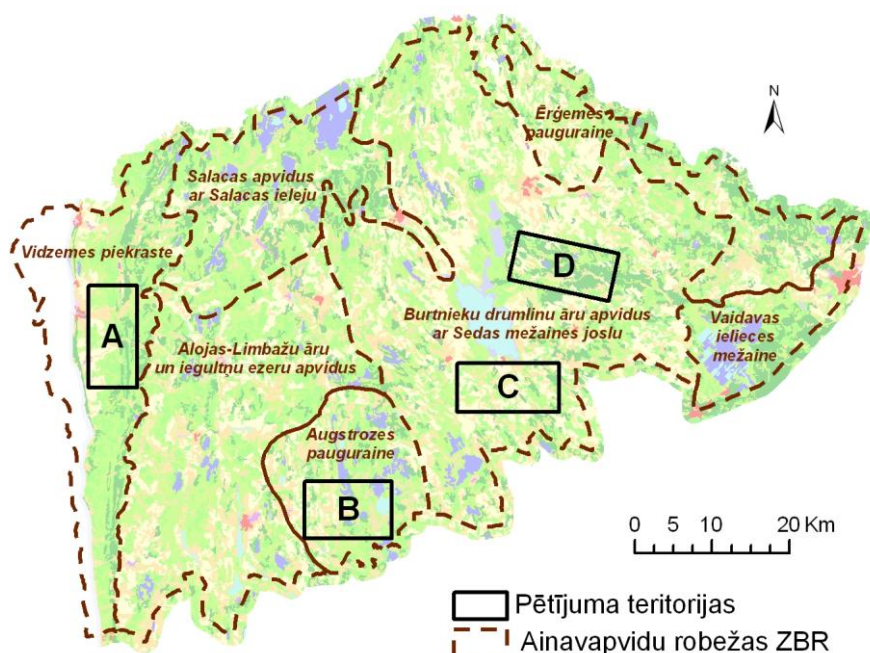 N
Ērģemes
pauguraine
Salacas apvidus
ar Salacas ieleju
Vidzemes piekraste
A
D
Burtnieku drumlinu āru apvidus
ar Sedas mežaines joslu
Vaidavas
ielieces
mežaine
Alojas-Limbažu āru
un iegultņu ezeru apvidus
C
Augstrozes
pauguraine
B
0 5 10 20 Km
Pētījuma teritorijas
Ainavapvidu robežas ZBR